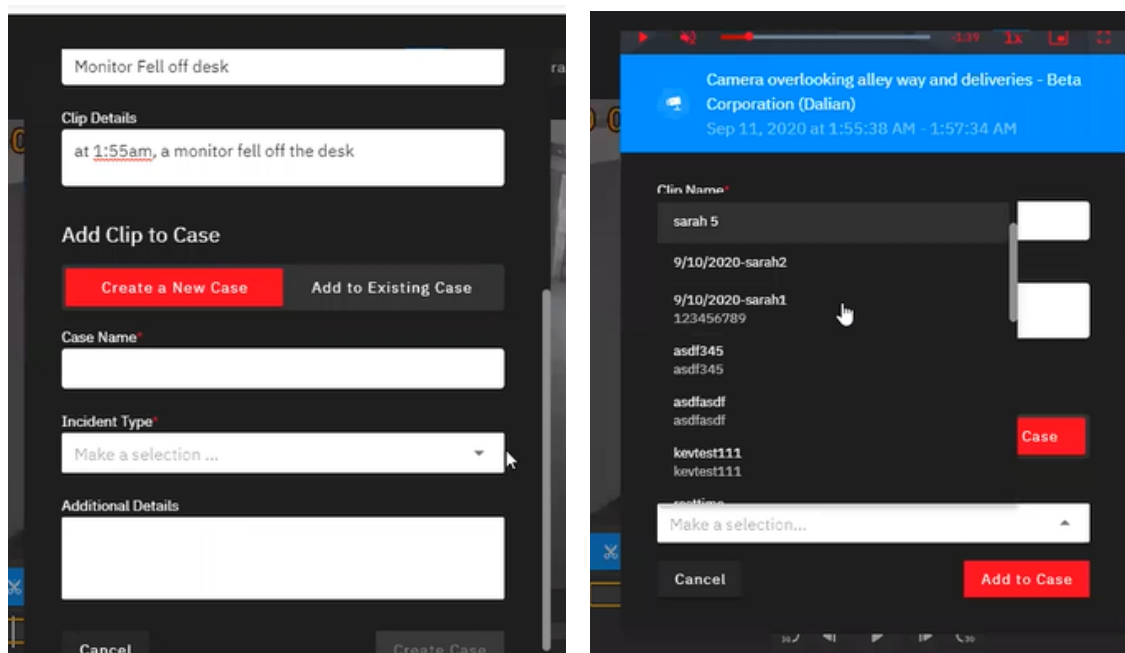 Monitor Fell off desk
Clip Details
at 1:55am, a monitor fell off the desk
Add Clip to Case
Create a New Case
Add to Existing Case
Case Name*
Incident Type*
Make a selection ...
Additional Details
Cancel
Create Case
-1:39
1x
Camera overlooking alley way and deliveries - Beta
Corporation (Dalian)
Sep 11, 2020 at 1:55:38 AM - 1:57:34 AM
Clip Name*
sarah 5
9/10/2020-sarah2
9/10/2020-sarah1
123456789
asdf345
asdf345
asdfasdf
asdfasdf
kevtest111
kevtest111
Case
Make a selection...
Cancel
Add to Case